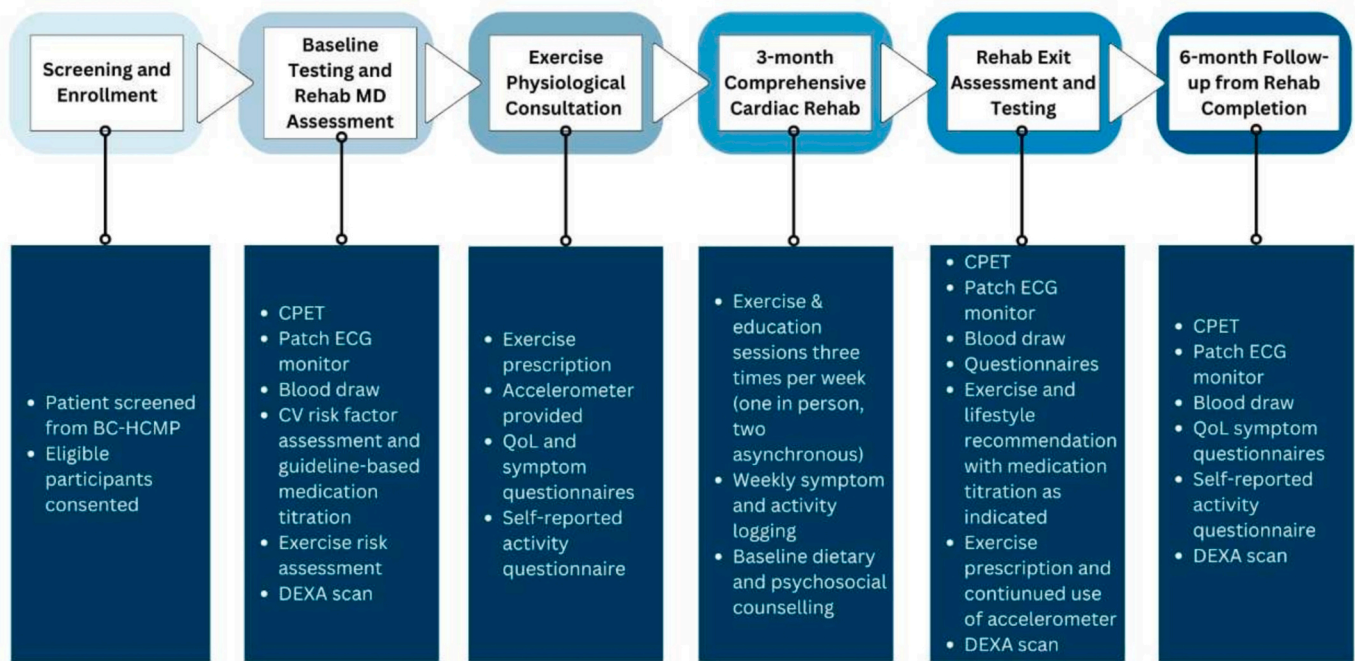 Screening and
Enrollment
Baseline
Testing and
Rehab MD
Assessment
Exercise
Physiological
Consultation
3-month
Comprehensive
Cardiac Rehab
Rehab Exit
Assessment and
Testing
6-month Follow-
up from Rehab
Completion
• Patient screened
from BC-HCMP
• Eligible
participants
consented
• CPET
• Patch ECG
monitor
• Blood draw
• CV risk factor
assessment and
guideline-based
medication
titration
• Exercise risk
assessment
• DEXA scan
• Exercise
prescription
• Accelerometer
provided
• QoL and
symptom
questionnaires
• Self-reported
activity
questionnaire
• Exercise &
education
sessions three
times per week
(one in person,
two
asynchronous)
• Weekly symptom
and activity
logging
• Baseline dietary
and psychosocial
counselling
• CPET
• Patch ECG
monitor
• Blood draw
• Questionnaires
• Exercise and
lifestyle
recommendation
with medication
titration as
indicated
• Exercise
prescription and
contiunued use
of accelerometer
• DEXA scan
• CPET
• Patch ECG
monitor
• Blood draw
• QoL symptom
questionnaires
• Self-reported
activity
questionnaire
• DEXA scan